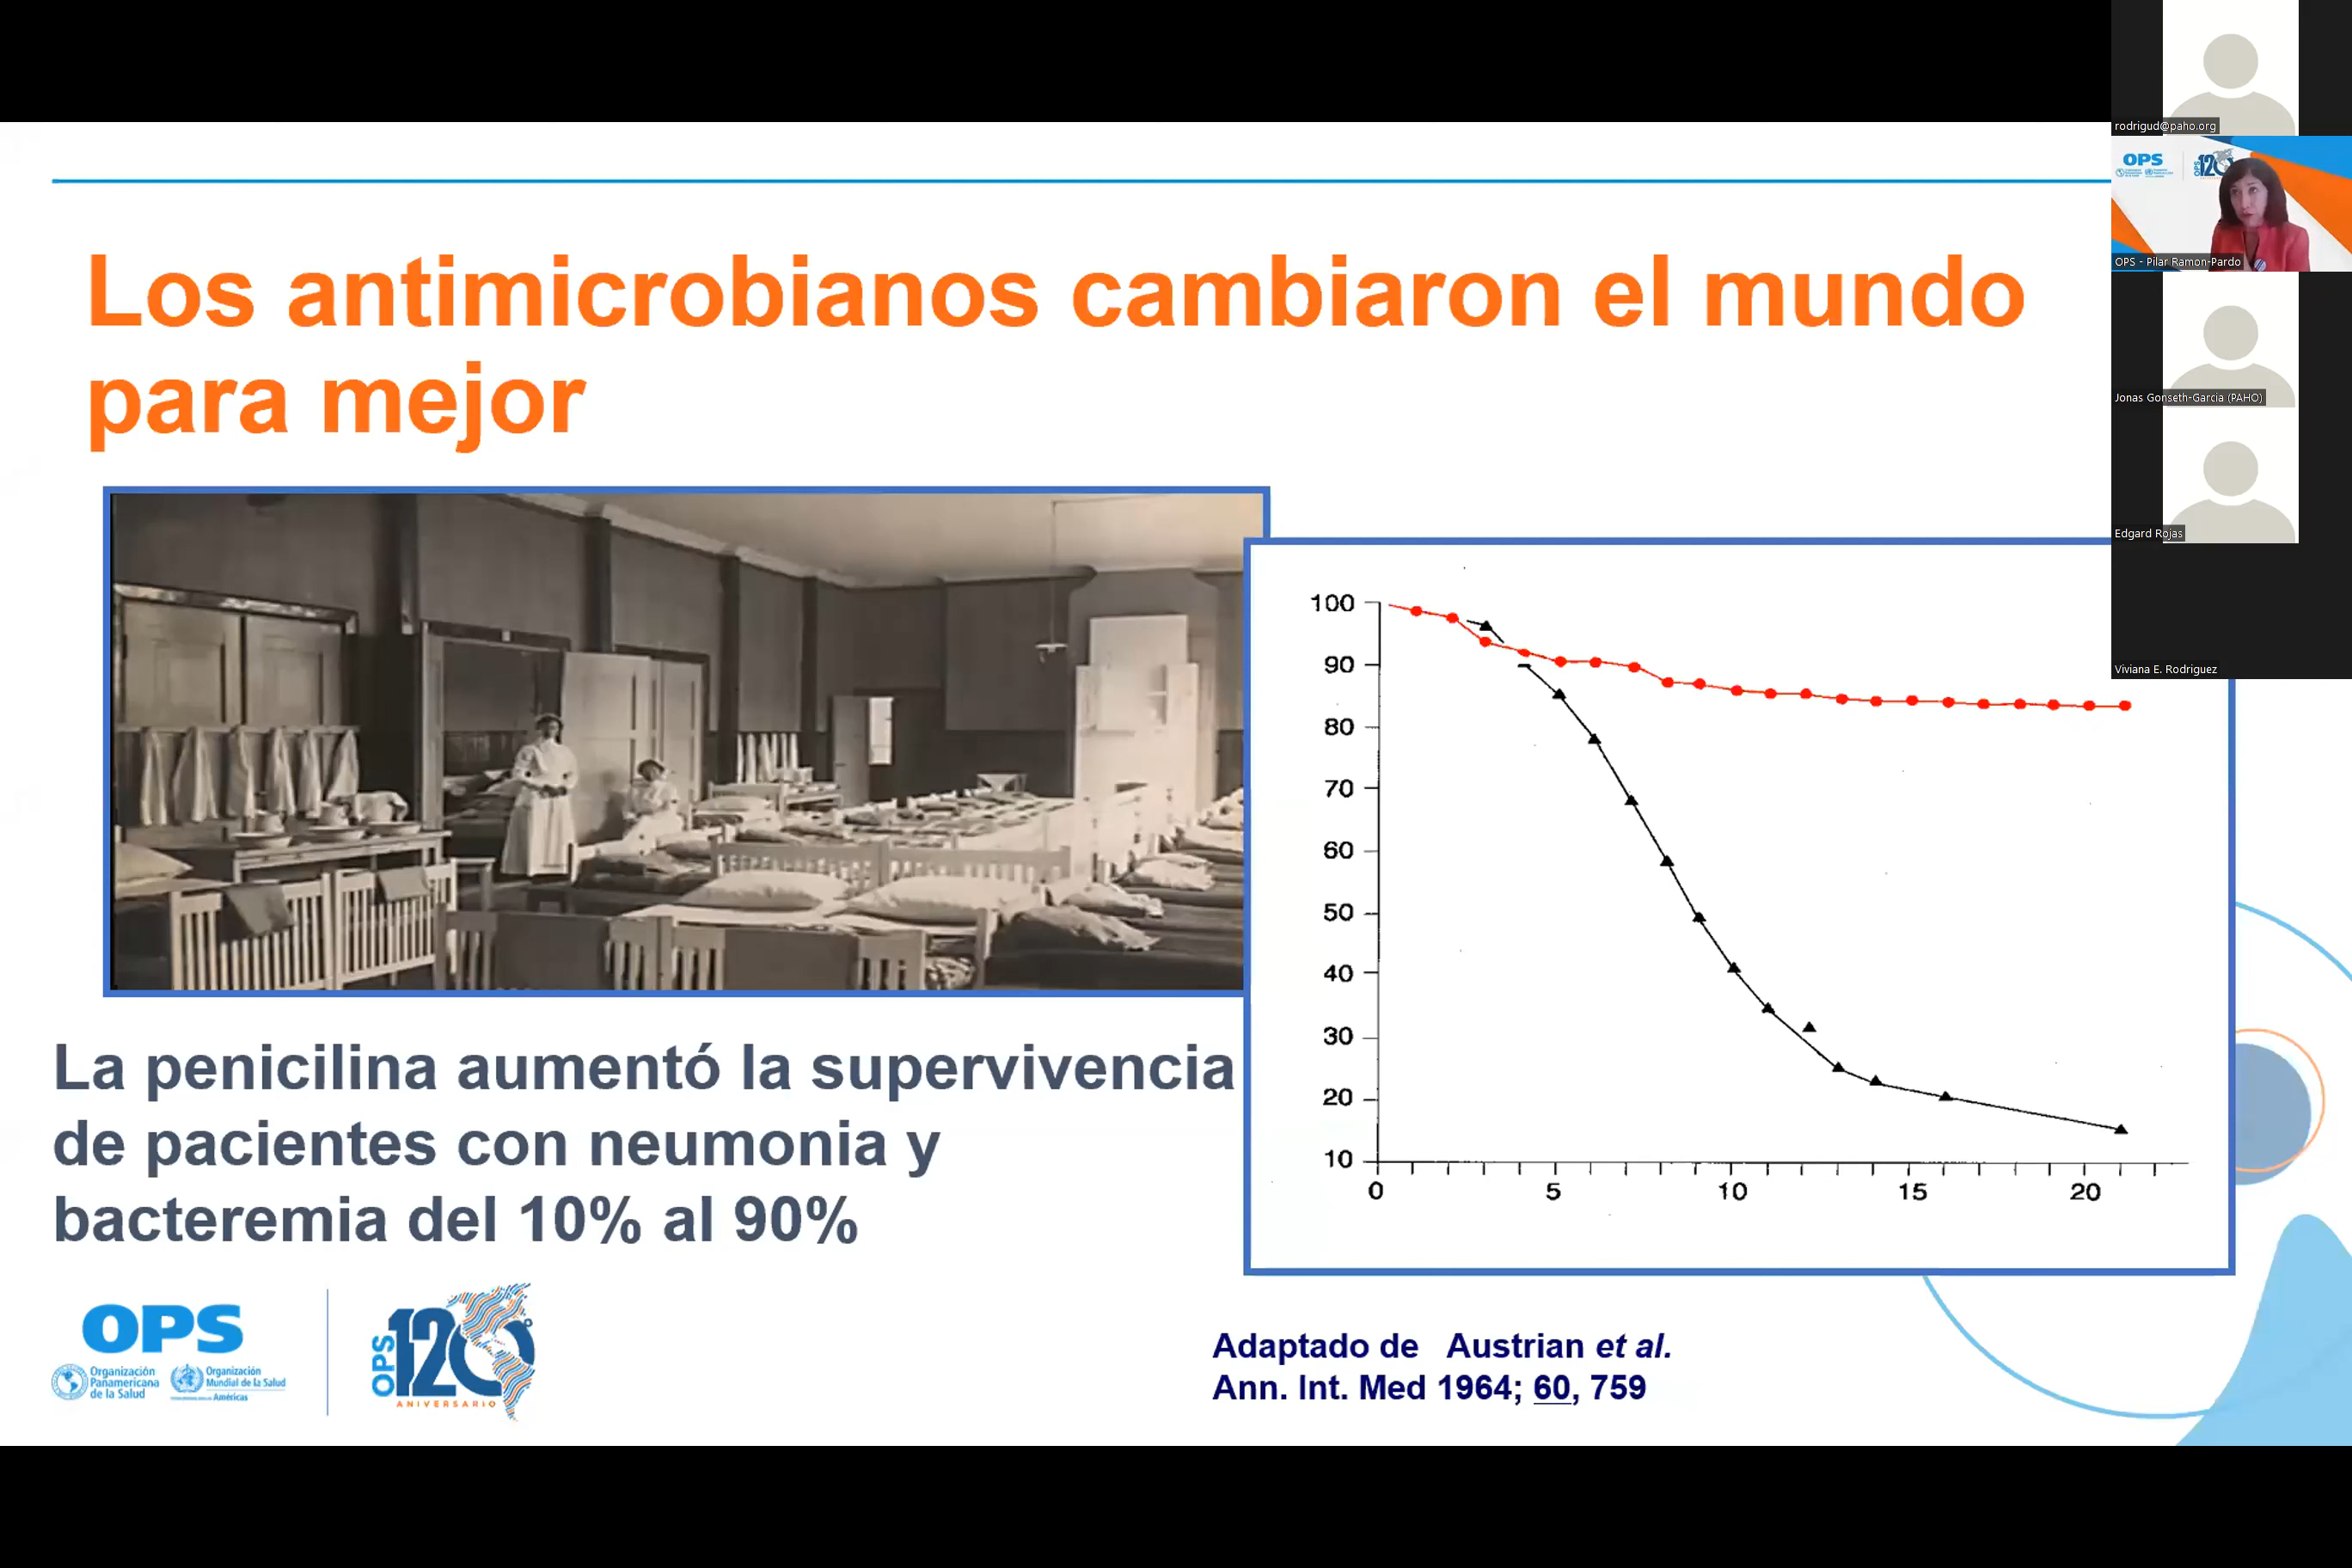 rodrigud@paho.org
OPS
OPS - Pilar Ramon-Pardo
Jonas Gonseth-Garcia (PAHO)
Edgard Rojas
Viviana E. Rodriguez
Los antimicrobianos cambiaron el mundo
para mejor
100
90
80
70
60
50
40
30
20
10
0 5 10 15 20
La penicilina aumentó la supervivencia
de pacientes con neumonia y
bacteremia del 10% al 90%
OPS
Organización
Panamericana
de la Salud
Organización
Mundial de la Salud
Américas
OPS
120
ANIVERSARIO
Adaptado de Austrian et al.
Ann. Int. Med 1964; 60, 759